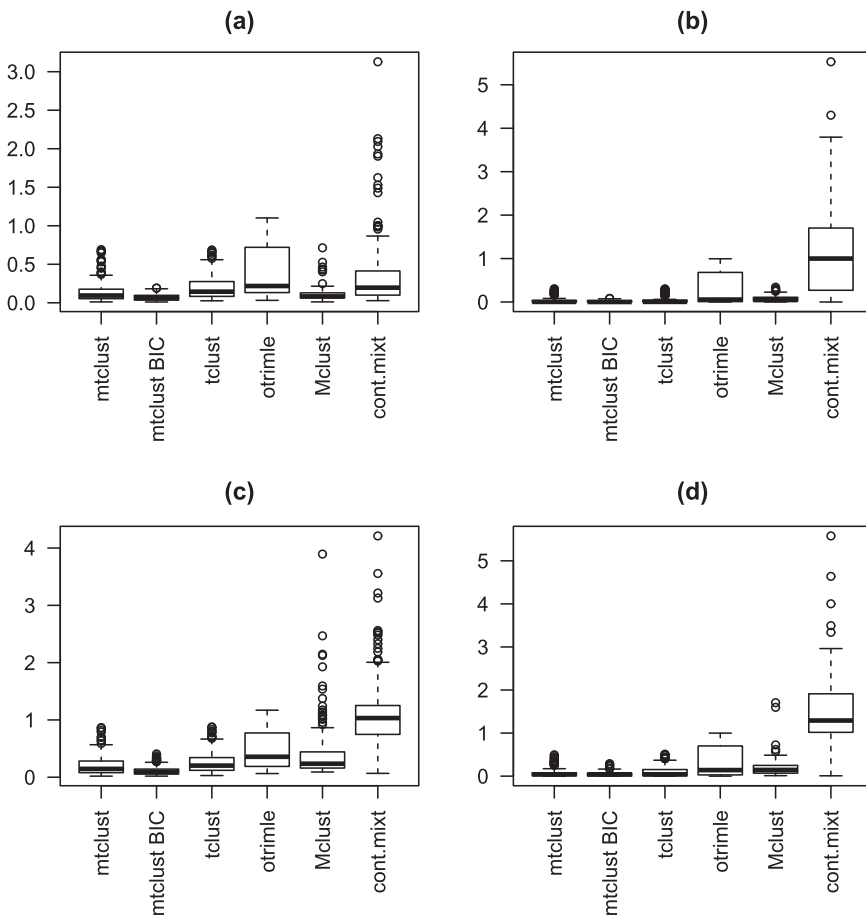 (a)
3.0
2.5
2.0
1.5
1.0
0.5
0.0
mtclust
mtclust BIC
tclust
otrimle
Mclust
cont.mixt
(b)
5
4
3
2
1
0
mtclust
mtclust BIC
tclust
otrimle
Mclust
cont.mixt
(c)
4
3
2
1
0
mtclust
mtclust BIC
tclust
otrimle
Mclust
cont.mixt
(d)
5
4
3
2
1
0
mtclust
mtclust BIC
tclust
otrimle
Mclust
cont.mixt